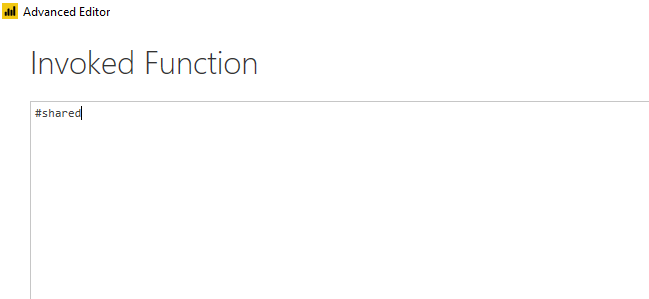 Advanced Editor
Invoked Function
#shared